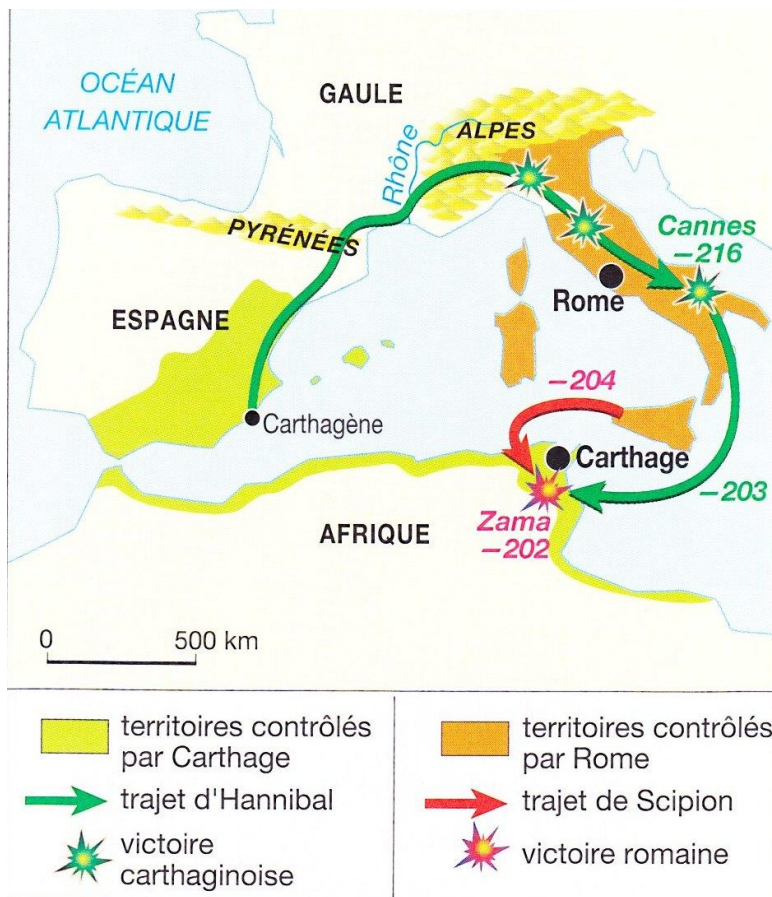 OCÉAN
ATLANTIQUE
GAULE
ALPES
Rhône
PYRÉNÉES
Cannes
–216
Rome
ESPAGNE
–204
Carthagène
Carthage
–203
Zama
–202
AFRIQUE
0 500 km
territoires contrôlés
par Carthage
trajet d'Hannibal
victoire
carthaginoise
territoires contrôlés
par Rome
trajet de Scipion
victoire romaine